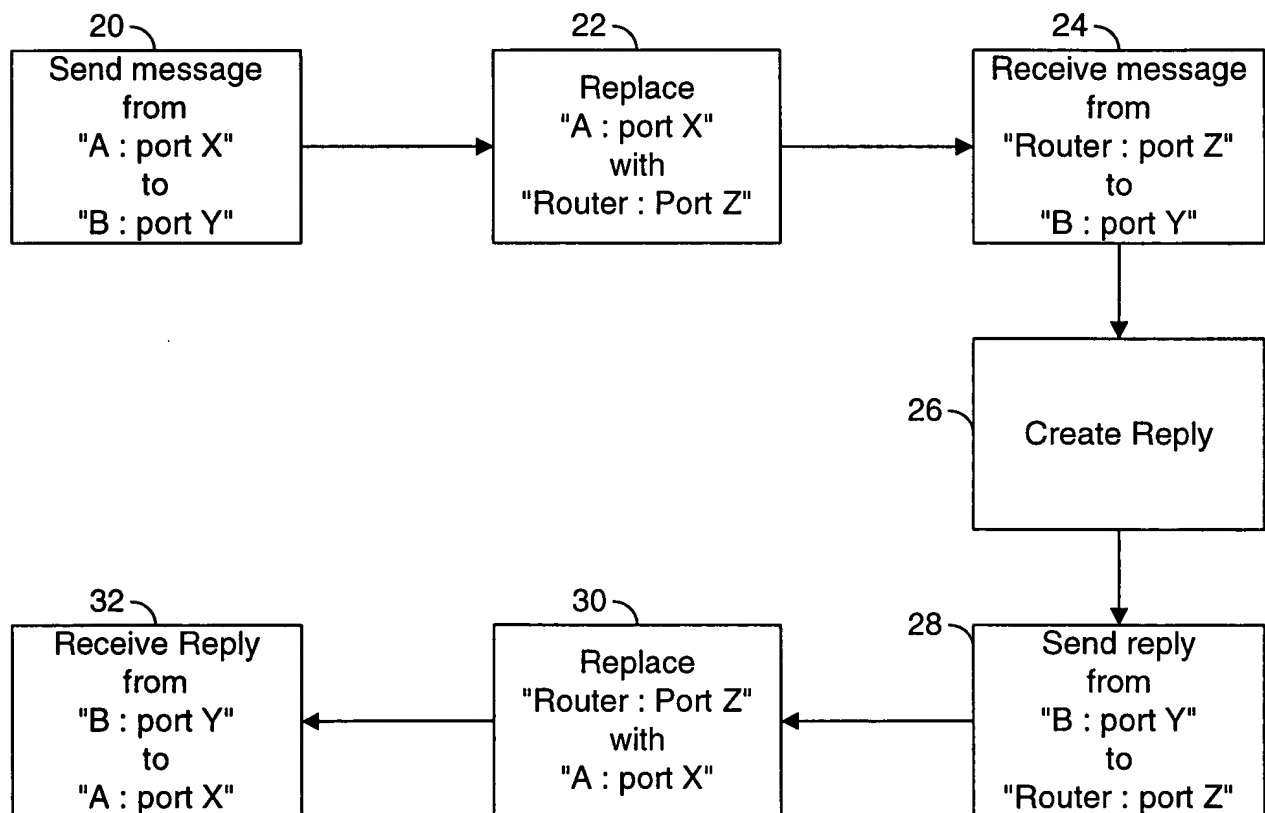 20
Send message
from
"A : port X"
to
"B : port Y"
22
Replace
"A : port X"
with
"Router : Port Z"
24
Receive message
from
"Router : port Z"
to
"B : port Y"
26
Create Reply
28
Send reply
from
"B : port Y"
to
"Router : port Z"
30
Replace
"Router : Port Z"
with
"A : port X"
32
Receive Reply
from
"B : port Y"
to
"A : port X"